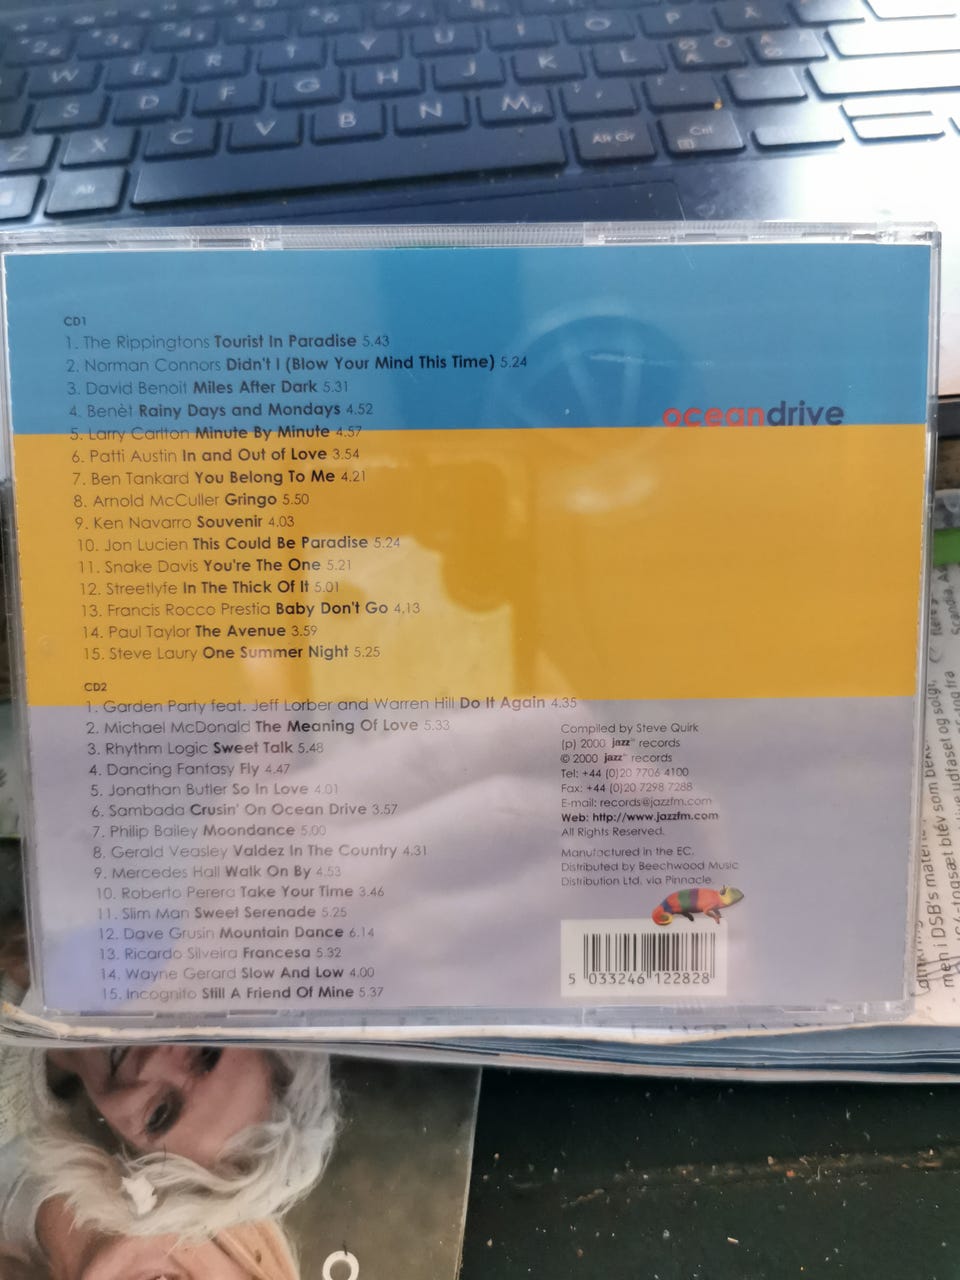 W E R T Y U I O P Å
S D F G H J K L
Z X C V B N M
Alt Alt Gr Ctrl
CD1
1. The Rippingtons Tourist In Paradise 5.43
2. Norman Connors Didn't I (Blow Your Mind This Time) 5.24
3. David Benoit Miles After Dark 5.31
4. Benèt Rainy Days and Mondays 4.52
oceandrive
5. Larry Carlton Minute By Minute 4.57
6. Patti Austin In and Out of Love 3.54
7. Ben Tankard You Belong To Me 4.21
8. Arnold McCuller Gringo 5.50
9. Ken Navarro Souvenir 4.03
10. Jon Lucien This Could Be Paradise 5.24
11. Snake Davis You're The One 5.21
12. Streetlyfe In The Thick Of It 5.01
13. Francis Rocco Prestia Baby Don't Go 4.13
14. Paul Taylor The Avenue 3.59
15. Steve Laury One Summer Night 5.25
CD2
1. Garden Party feat. Jeff Lorber and Warren Hill Do It Again 4.35
2. Michael McDonald The Meaning Of Love 5.33
3. Rhythm Logic Sweet Talk 5.48
4. Dancing Fantasy Fly 4.47
5. Jonathan Butler So In Love 4.01
6. Sambada Crusin' On Ocean Drive 3.57
7. Philip Bailey Moondance 5.00
8. Gerald Veasley Valdez In The Country 4.31
9. Mercedes Hall Walk On By 4.53
10. Roberto Perera Take Your Time 3.46
11. Slim Man Sweet Serenade 5.25
12. Dave Grusin Mountain Dance 6.14
13. Ricardo Silveira Francesa 5.32
14. Wayne Gerard Slow And Low 4.00
15. Incognito Still A Friend Of Mine 5.37
Compiled by Steve Quirk
(p) 2000 jazz™ records
© 2000 jazz™ records
Tel: +44 (0)20 7706 4100
Fax: +44 (0)20 7298 7288
E-mail: records@jazzfm.com
Web: http://www.jazzfm.com
All Rights Reserved.
Manufactured in the EC.
Distributed by Beechwood Music
Distribution Ltd. via Pinnacle.
5 033246 122828
men i DSB's